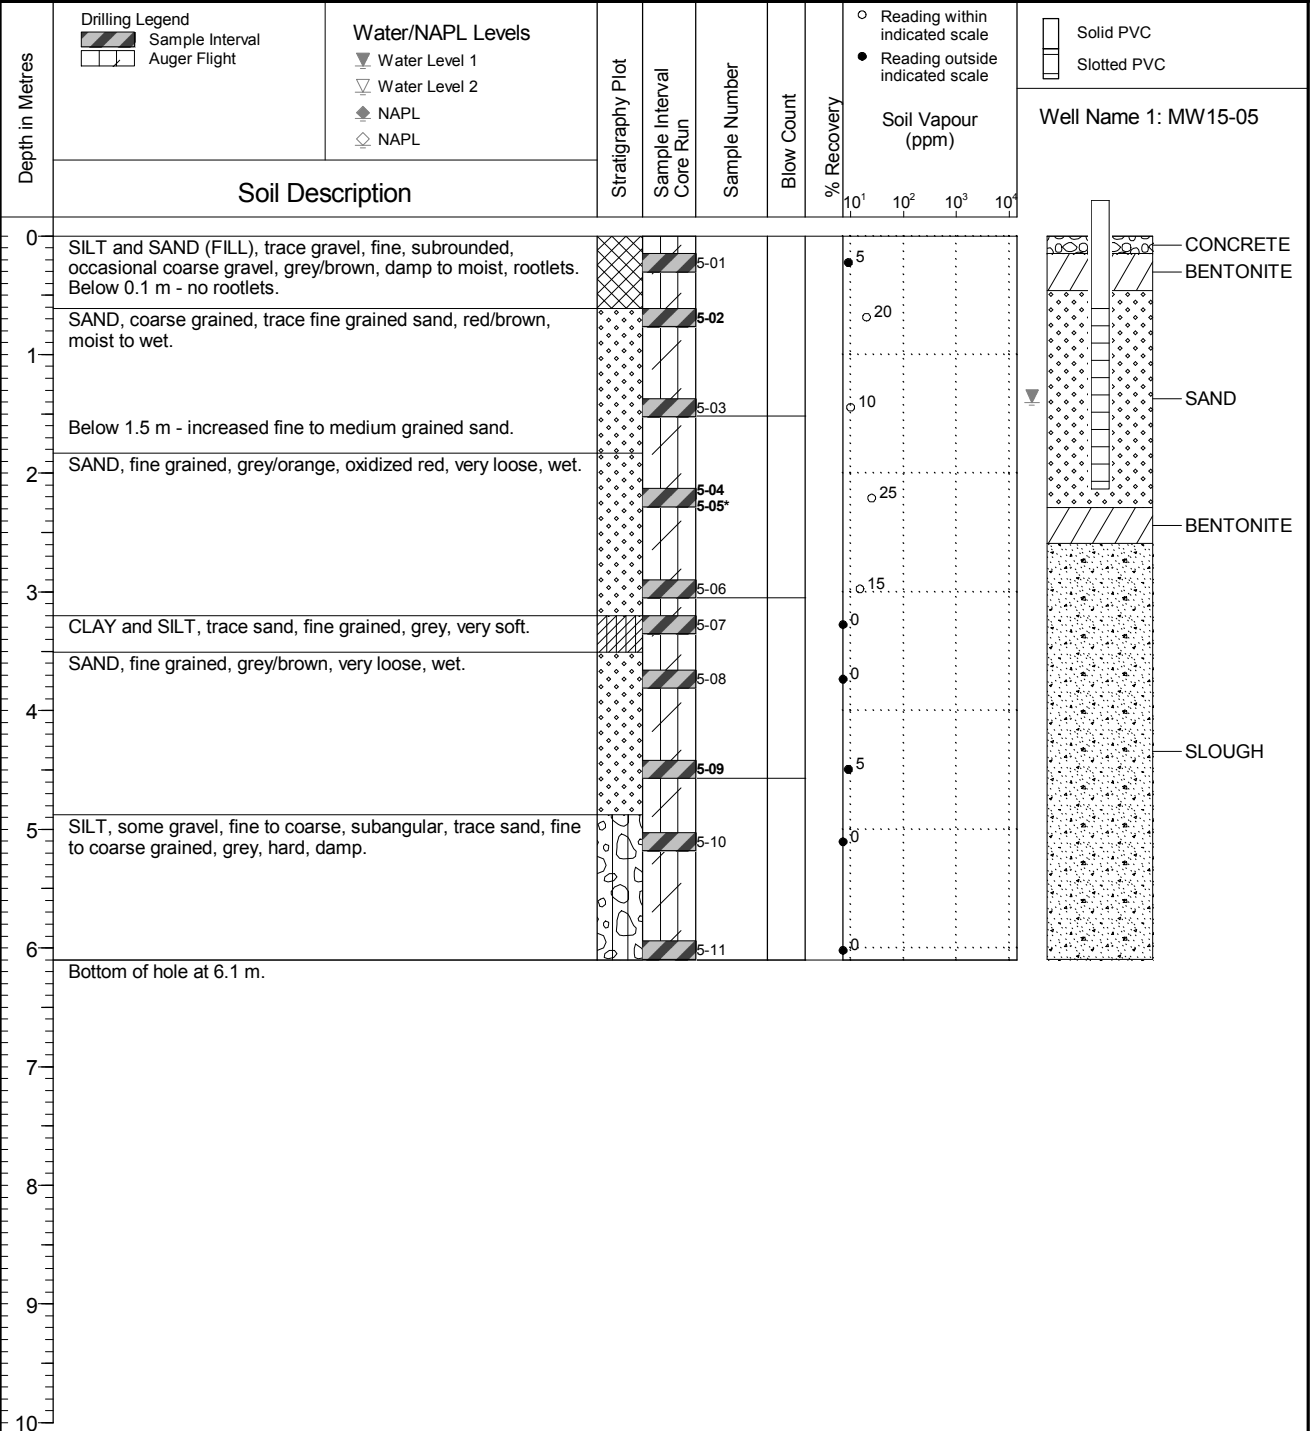 Drilling Legend
Sample Interval
Auger Flight
Water/NAPL Levels
Water Level 1
Water Level 2
NAPL
NAPL
Depth in Metres
Soil Description
Stratigraphy Plot
Sample Interval
Core Run
Sample Number
Blow Count
% Recovery
Reading within
indicated scale
Reading outside
indicated scale
Soil Vapour
(ppm)
10¹ 10² 10³ 10⁴
Solid PVC
Slotted PVC
Well Name 1: MW15-05
0
SILT and SAND (FILL), trace gravel, fine, subrounded,
occasional coarse gravel, grey/brown, damp to moist, rootlets.
Below 0.1 m - no rootlets.
5-01
5
CONCRETE
BENTONITE
SAND, coarse grained, trace fine grained sand, red/brown,
moist to wet.
5-02
20
1
5-03
10
SAND
Below 1.5 m - increased fine to medium grained sand.
SAND, fine grained, grey/orange, oxidized red, very loose, wet.
2
5-04
5-05*
25
BENTONITE
3
5-06
15
CLAY and SILT, trace sand, fine grained, grey, very soft.
5-07
0
SAND, fine grained, grey/brown, very loose, wet.
5-08
0
4
5-09
5
SLOUGH
SILT, some gravel, fine to coarse, subangular, trace sand, fine
to coarse grained, grey, hard, damp.
5
5-10
0
6
5-11
0
Bottom of hole at 6.1 m.
7
8
9
10